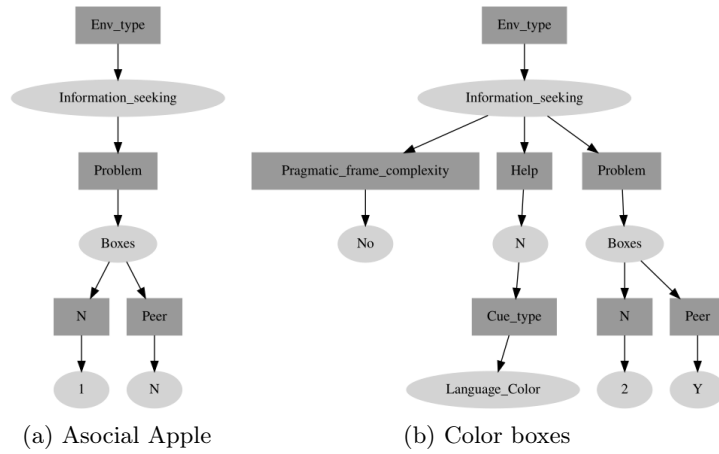 Env_type
Information_seeking
Problem
Boxes
N
Peer
1
N
(a) Asocial Apple
Env_type
Information_seeking
Pragmatic_frame_complexity
Help
Problem
No
N
Boxes
Cue_type
N
Peer
Language_Color
2
Y
(b) Color boxes